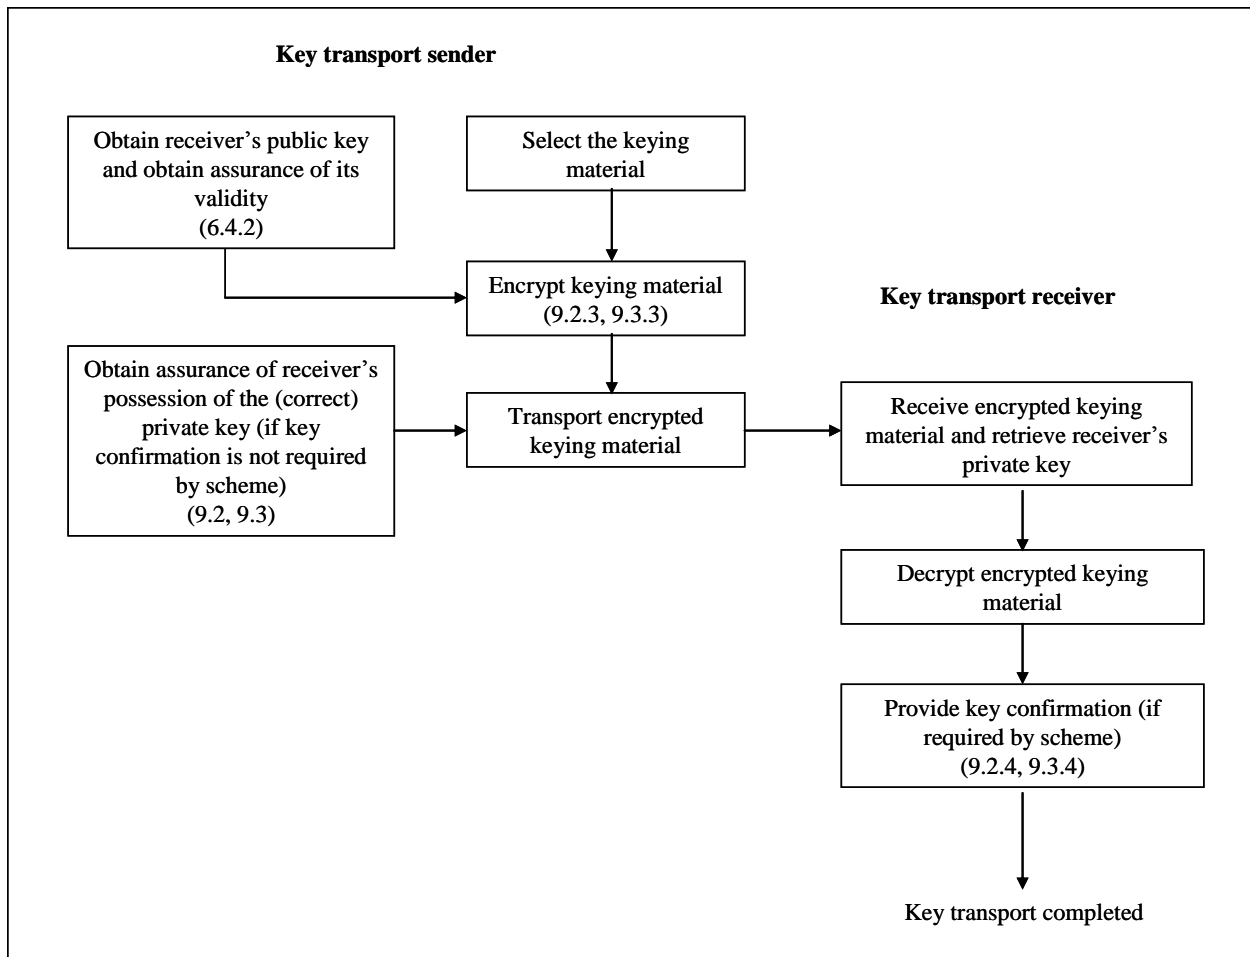 Key transport sender
Obtain receiver’s public key
and obtain assurance of its
validity
(6.4.2)
Select the keying
material
Encrypt keying material
(9.2.3, 9.3.3)
Key transport receiver
Obtain assurance of receiver’s
possession of the (correct)
private key (if key
confirmation is not required
by scheme)
(9.2, 9.3)
Transport encrypted
keying material
Receive encrypted keying
material and retrieve receiver’s
private key
Decrypt encrypted keying
material
Provide key confirmation (if
required by scheme)
(9.2.4, 9.3.4)
Key transport completed